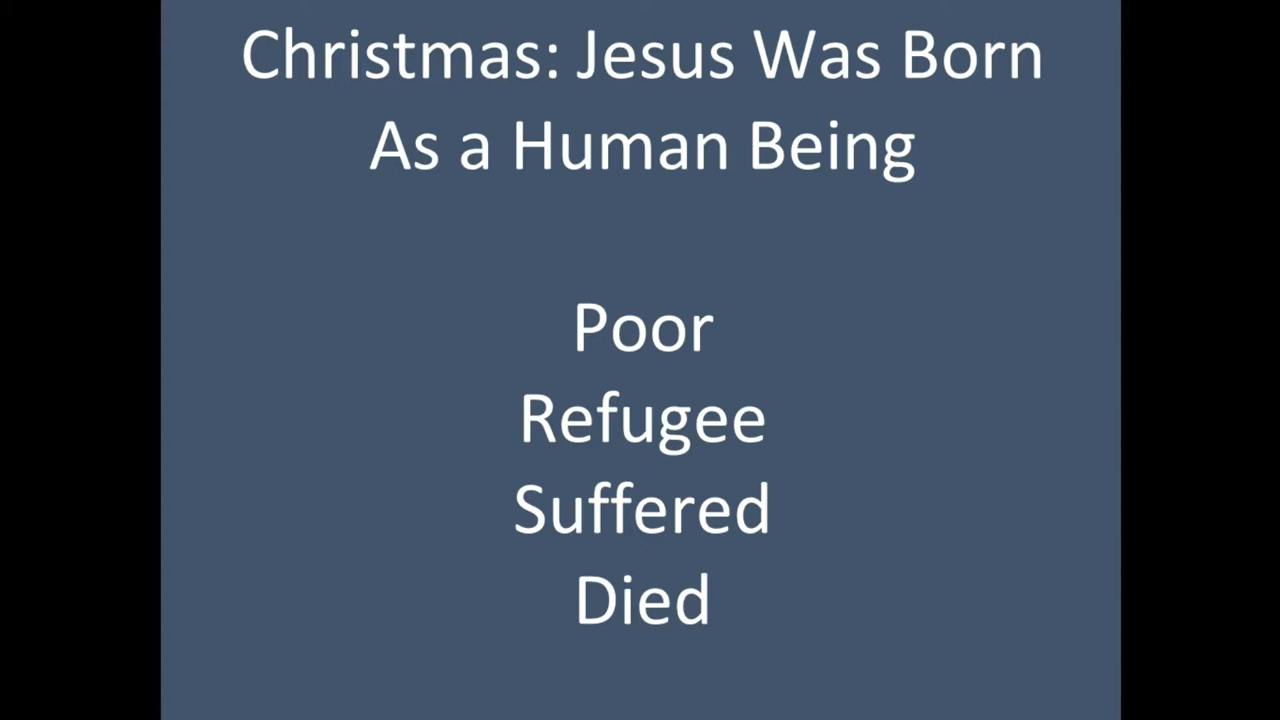 Christmas: Jesus Was Born
As a Human Being
Poor
Refugee
Suffered
Died